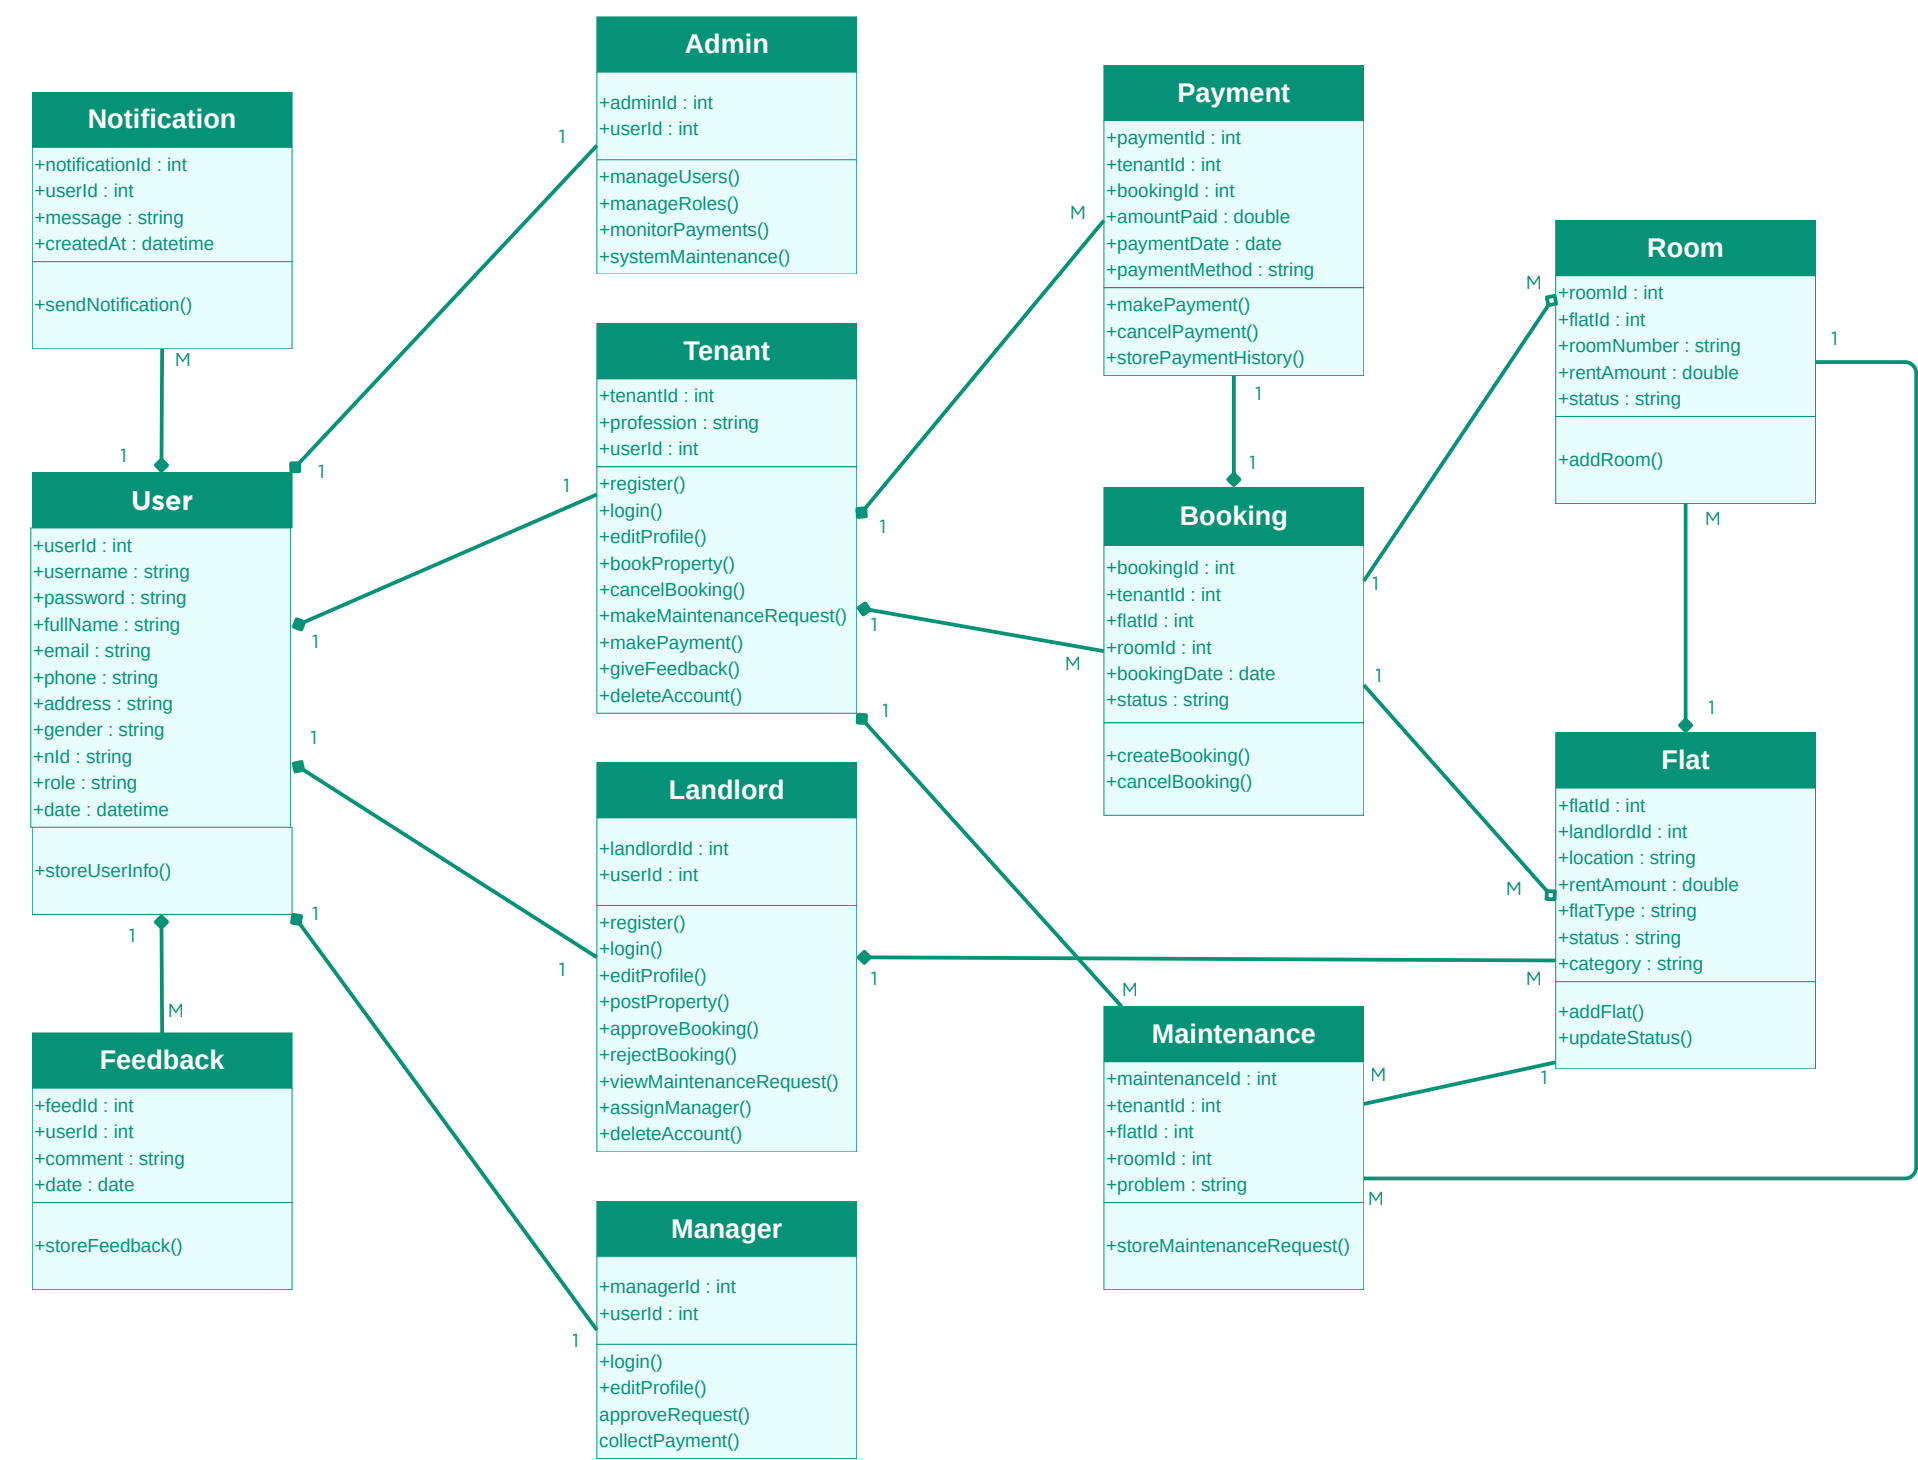 Notification
+notificationId : int
+userId : int
+message : string
+createdAt : datetime
+sendNotification()
M
1
User
+userId : int
+username : string
+password : string
+fullName : string
+email : string
+phone : string
+address : string
+gender : string
+nId : string
+role : string
+date : datetime
+storeUserInfo()
1
1
1
1
1
M
Feedback
+feedId : int
+userId : int
+comment : string
+date : date
+storeFeedback()
Admin
+adminId : int
+userId : int
+manageUsers()
+manageRoles()
+monitorPayments()
+systemMaintenance()
1
Tenant
+tenantId : int
+profession : string
+userId : int
+register()
+login()
+editProfile()
+bookProperty()
+cancelBooking()
+makeMaintenanceRequest()
+makePayment()
+giveFeedback()
+deleteAccount()
1
1
1
1
Landlord
+landlordId : int
+userId : int
+register()
+login()
+editProfile()
+postProperty()
+approveBooking()
+rejectBooking()
+viewMaintenanceRequest()
+assignManager()
+deleteAccount()
1
1
Manager
+managerId : int
+userId : int
+login()
+editProfile()
approveRequest()
collectPayment()
1
Payment
+paymentId : int
+tenantId : int
+bookingId : int
+amountPaid : double
+paymentDate : date
+paymentMethod : string
+makePayment()
+cancelPayment()
+storePaymentHistory()
M
1
1
Booking
+bookingId : int
+tenantId : int
+flatId : int
+roomId : int
+bookingDate : date
+status : string
+createBooking()
+cancelBooking()
M
1
1
M
Maintenance
+maintenanceId : int
+tenantId : int
+flatId : int
+roomId : int
+problem : string
+storeMaintenanceRequest()
M
M
Room
+roomId : int
+flatId : int
+roomNumber : string
+rentAmount : double
+status : string
+addRoom()
M
1
M
1
Flat
+flatId : int
+landlordId : int
+location : string
+rentAmount : double
+flatType : string
+status : string
+category : string
+addFlat()
+updateStatus()
M
M
1